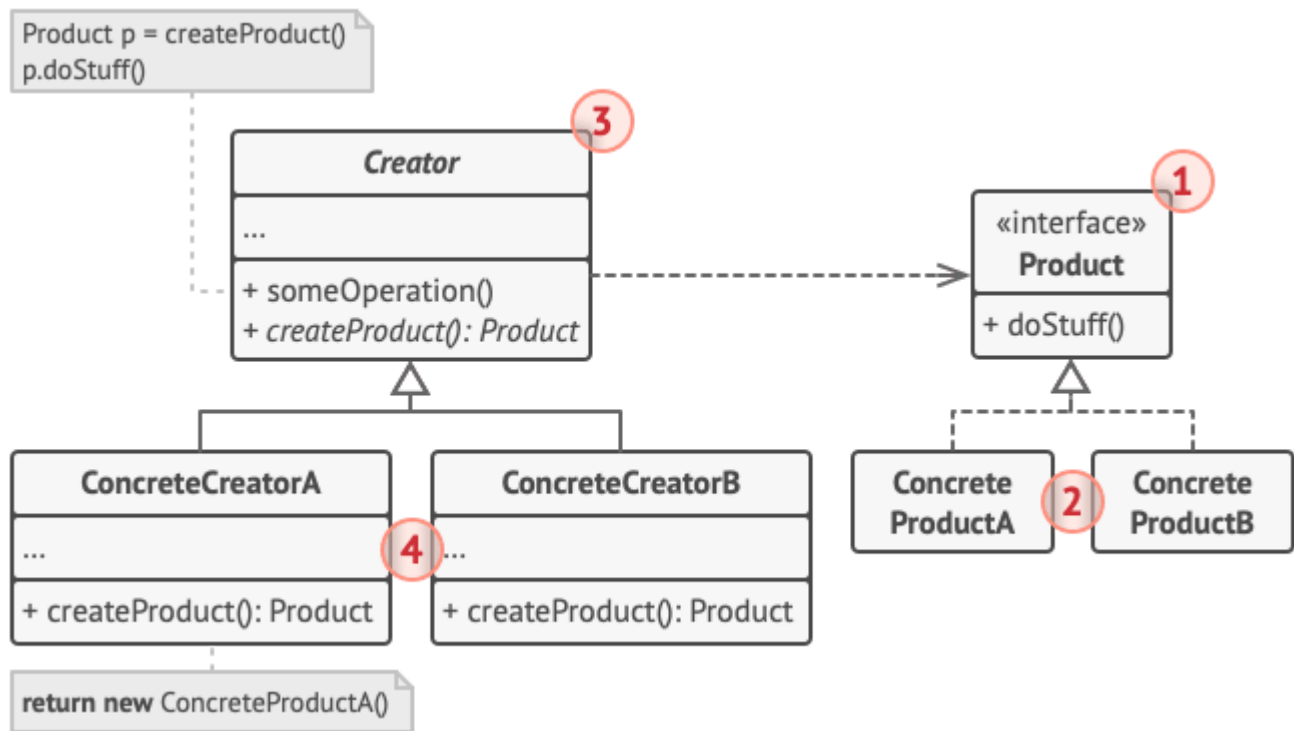 Product p = createProduct()
p.doStuff()
3
Creator
...
+ someOperation()
+ createProduct(): Product
1
«interface»
Product
+ doStuff()
ConcreteCreatorA
...
+ createProduct(): Product
4
ConcreteCreatorB
...
+ createProduct(): Product
Concrete
ProductA
2
Concrete
ProductB
return new ConcreteProductA()